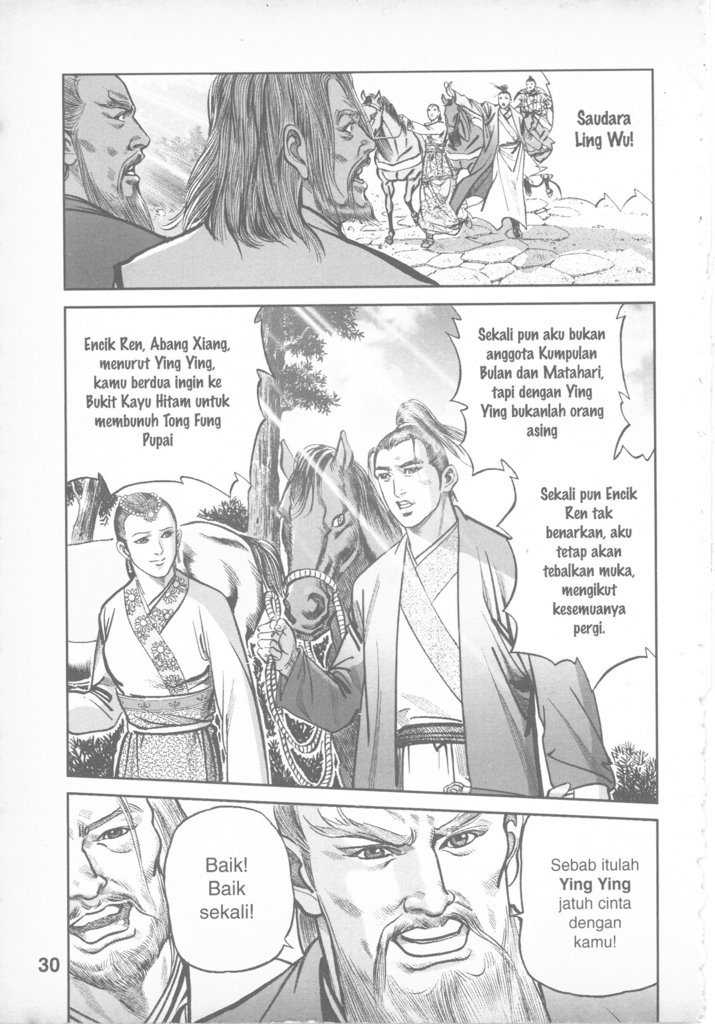 Saudara
Ling Wu!
Encik Ren, Abang Xiang,
menurut Ying Ying,
kamu berdua ingin ke
Bukit Kayu Hitam untuk
membunuh Tong Fung
Pupai
Sekali pun aku bukan
anggota Kumpulan
Bulan dan Matahari,
tapi dengan Ying
Ying bukanlah orang
asing
Sekali pun Encik
Ren tak
benarkan, aku
tetap akan
tebalkan muka,
mengikut
kesemuanya
pergi.
Baik!
Baik
sekali!
Sebab itulah
Ying Ying
jatuh cinta
dengan
kamu!
30